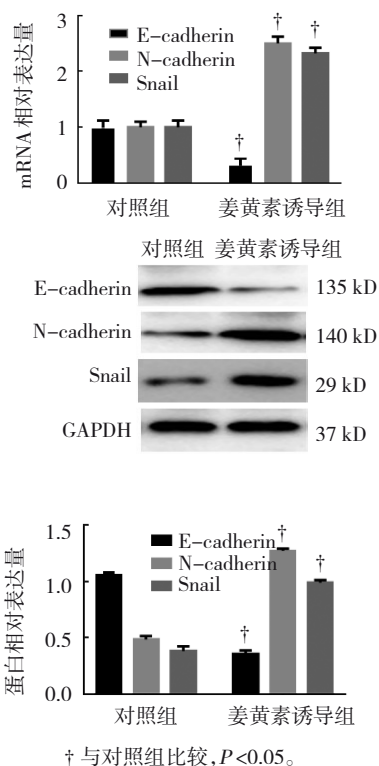 3
E-cadherin
N-cadherin
Snail
2
1
0
mRNA 相对表达量
† † †
对照组 姜黄素诱导组
对照组 姜黄素诱导组
E-cadherin 135 kD
N-cadherin 140 kD
Snail 29 kD
GAPDH 37 kD
1.5
E-cadherin
N-cadherin
Snail
1.0
0.5
0.0
蛋白相对表达量
† † †
对照组 姜黄素诱导组
† 与对照组比较,P<0.05。